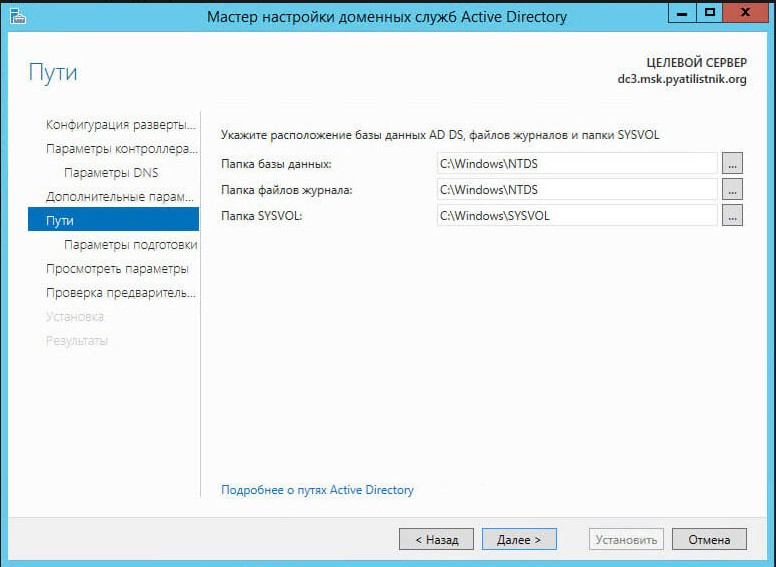 Мастер настройки доменных служб Active Directory
Пути
ЦЕЛЕВОЙ СЕРВЕР
dc3.msk.pyatilistnik.org
Конфигурация разверты...
Параметры контроллера...
Параметры DNS
Дополнительные парам...
Пути
Параметры подготовки
Просмотреть параметры
Проверка предваритель...
Установка
Результаты
Укажите расположение базы данных AD DS, файлов журналов и папки SYSVOL
Папка базы данных: C:\Windows\NTDS ...
Папка файлов журнала: C:\Windows\NTDS ...
Папка SYSVOL: C:\Windows\SYSVOL ...
Подробнее о путях Active Directory
< Назад Далее > Установить Отмена